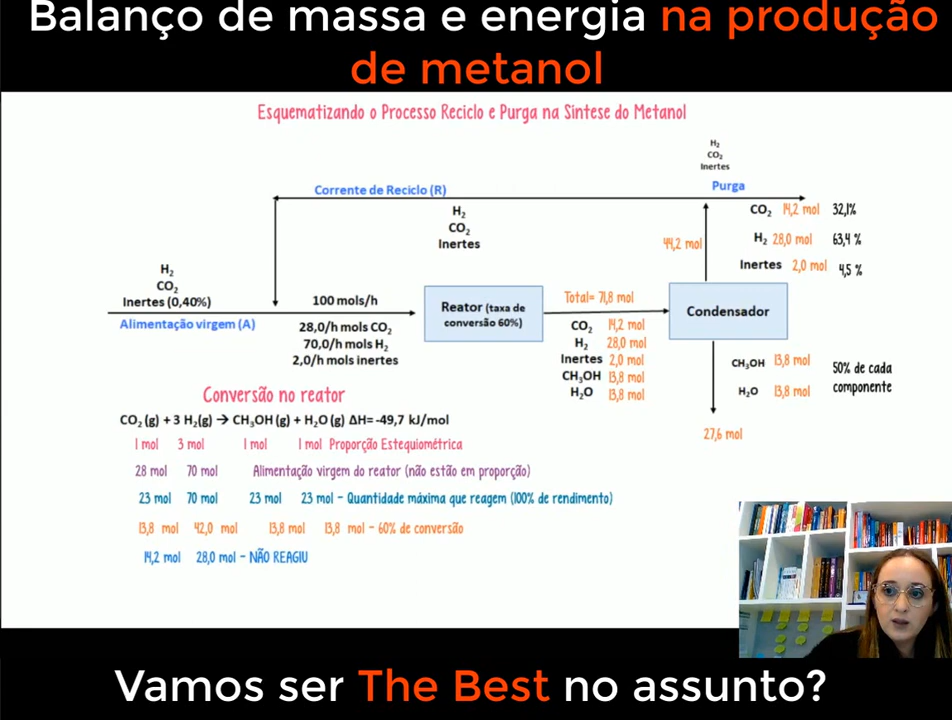 Balanço de massa e energia na produção
de metanol
Esquematizando o Processo Reciclo e Purga na Síntese do Metanol
H₂
CO₂
Inertes
Corrente de Reciclo (R)
Purga
H₂
CO₂
Inertes
44,2 mol
CO₂ 14,2 mol 32,1%
H₂ 28,0 mol 63,4 %
Inertes 2,0 mol 4,5 %
H₂
CO₂
Inertes (0,40%)
Alimentação virgem (A)
100 mols/h
28,0/h mols CO₂
70,0/h mols H₂
2,0/h mols inertes
Reator (taxa de
conversão 60%)
Total= 71,8 mol
CO₂ 14,2 mol
H₂ 28,0 mol
Inertes 2,0 mol
CH₃OH 13,8 mol
H₂O 13,8 mol
Condensador
CH₃OH 13,8 mol
H₂O 13,8 mol
50% de cada
componente
27,6 mol
Conversão no reator
CO₂ (g) + 3 H₂(g) → CH₃OH (g) + H₂O (g) ΔH= -49,7 kJ/mol
1 mol 3 mol 1 mol 1 mol Proporção Estequiométrica
28 mol 70 mol Alimentação virgem do reator (não estão em proporção)
23 mol 70 mol 23 mol 23 mol - Quantidade máxima que reagem (100% de rendimento)
13,8 mol 42,0 mol 13,8 mol 13,8 mol - 60% de conversão
14,2 mol 28,0 mol - NÃO REAGIU
Vamos ser The Best no assunto?